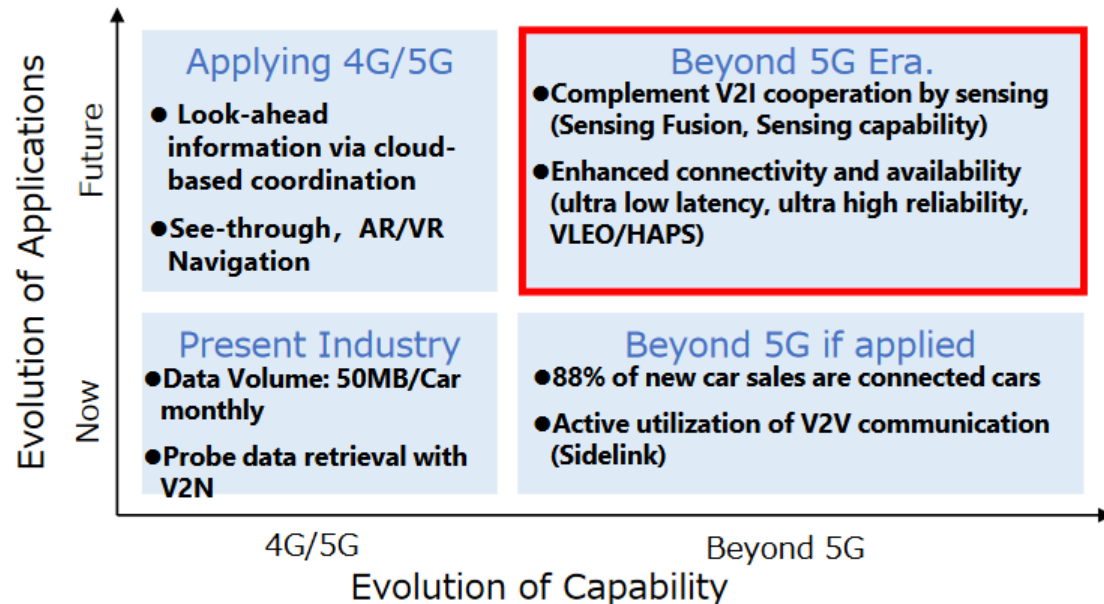 Evolution of Applications
Future
Now
Applying 4G/5G
● Look-ahead
information via cloud-
based coordination
●See-through，AR/VR
Navigation
Beyond 5G Era.
●Complement V2I cooperation by sensing
(Sensing Fusion, Sensing capability)
●Enhanced connectivity and availability
(ultra low latency, ultra high reliability,
VLEO/HAPS)
Present Industry
●Data Volume: 50MB/Car
monthly
●Probe data retrieval with
V2N
Beyond 5G if applied
●88% of new car sales are connected cars
●Active utilization of V2V communication
(Sidelink)
4G/5G
Beyond 5G
Evolution of Capability